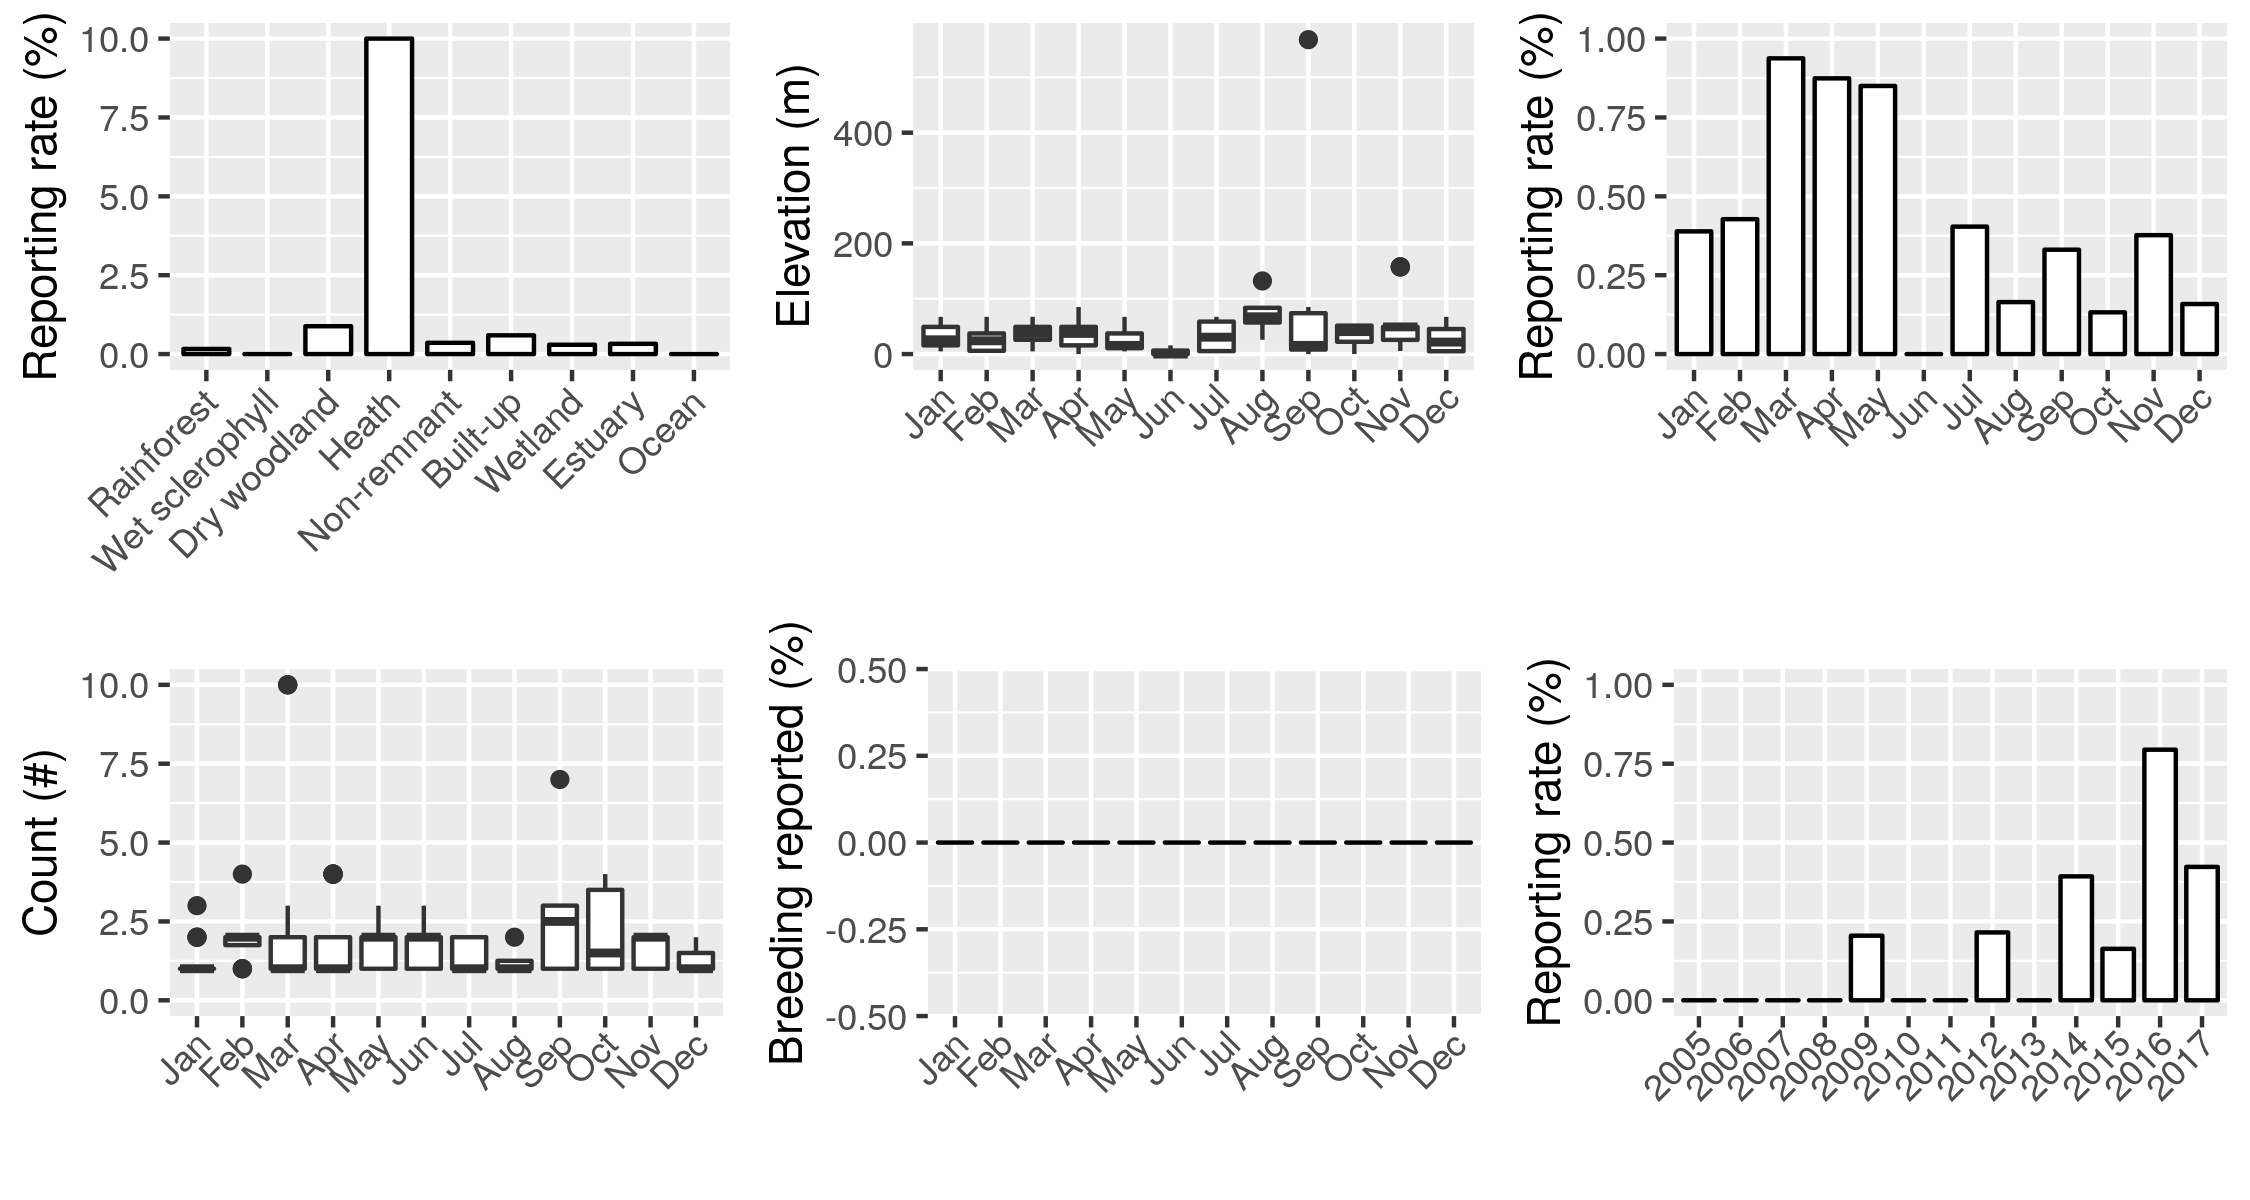 Reporting rate (%)
10.0
7.5
5.0
2.5
0.0
Rainforest
Wet sclerophyll
Dry woodland
Heath
Non-remnant
Built-up
Wetland
Estuary
Ocean
Elevation (m)
400
200
0
Jan
Feb
Mar
Apr
May
Jun
Jul
Aug
Sep
Oct
Nov
Dec
Reporting rate (%)
1.00
0.75
0.50
0.25
0.00
Jan
Feb
Mar
Apr
May
Jun
Jul
Aug
Sep
Oct
Nov
Dec
Count (#)
10.0
7.5
5.0
2.5
0.0
Jan
Feb
Mar
Apr
May
Jun
Jul
Aug
Sep
Oct
Nov
Dec
Breeding reported (%)
0.50
0.25
0.00
-0.25
-0.50
Jan
Feb
Mar
Apr
May
Jun
Jul
Aug
Sep
Oct
Nov
Dec
Reporting rate (%)
1.00
0.75
0.50
0.25
0.00
2005
2006
2007
2008
2009
2010
2011
2012
2013
2014
2015
2016
2017